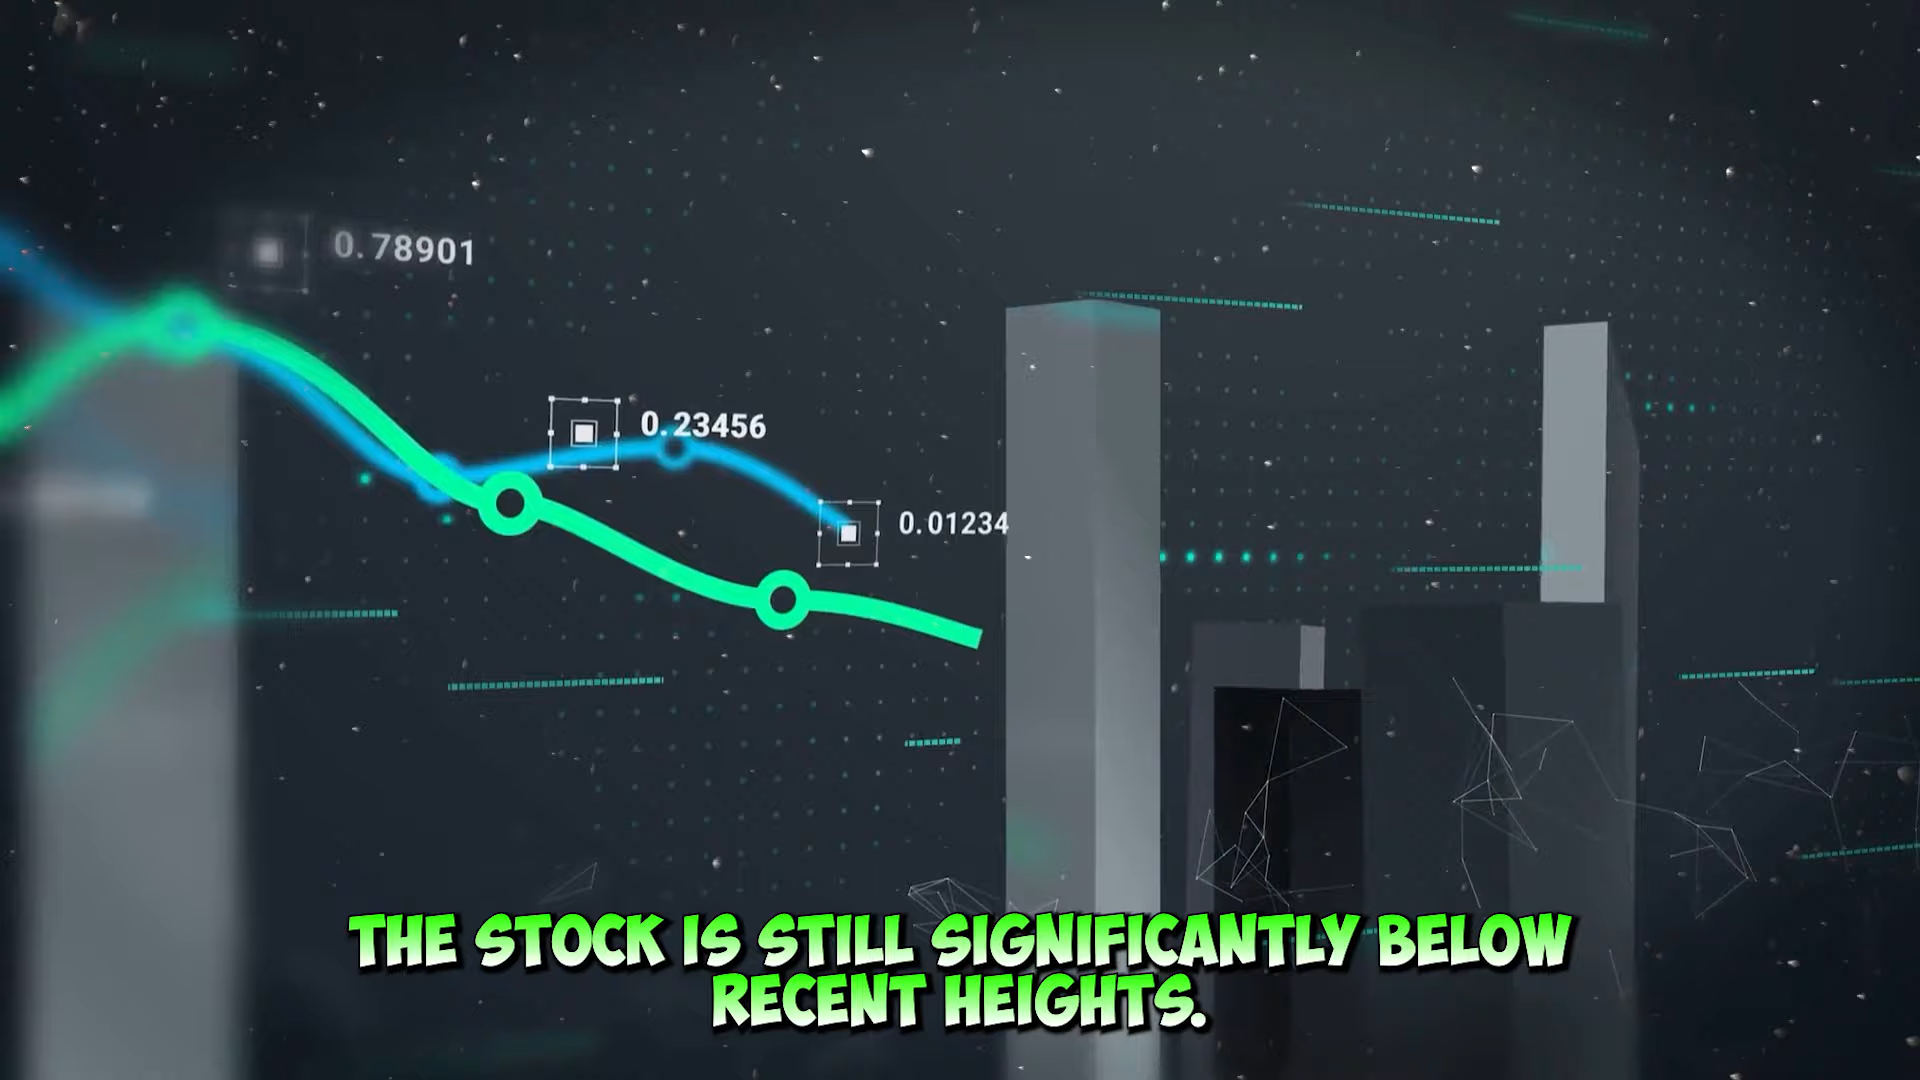 0.78901
0.23456
0.01234
THE STOCK IS STILL SIGNIFICANTLY BELOW
RECENT HEIGHTS.